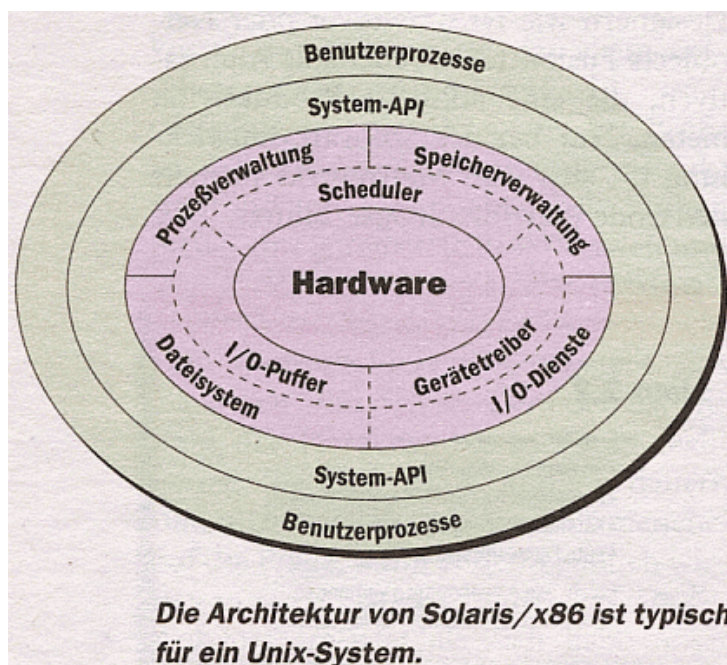 Benutzerprozesse
System-API
Prozeßverwaltung
Speicherverwaltung
Scheduler
Hardware
I/O-Puffer
Gerätetreiber
Dateisystem
I/O-Dienste
System-API
Benutzerprozesse
Die Architektur von Solaris/x86 ist typisch
für ein Unix-System.